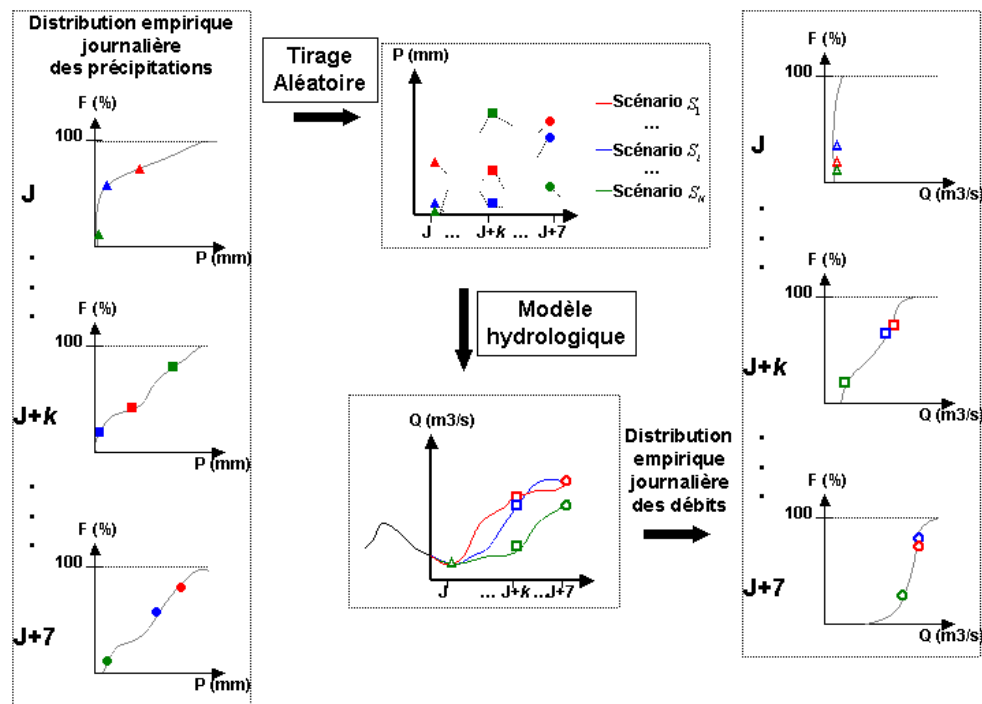 Distribution empirique
journalière
des précipitations
F (%)
100
J
P (mm)
F (%)
100
J+k
P (mm)
F (%)
100
J+7
P (mm)
Tirage
Aléatoire
P (mm)
Scénario S1
...
Scénario Si
...
Scénario SN
J ... J+k ... J+7
Modèle
hydrologique
Q (m3/s)
J ... J+k ...J+7
Distribution
empirique
journalière
des débits
F (%)
100
J
Q (m3/s)
F (%)
100
J+k
Q (m3/s)
F (%)
100
J+7
Q (m3/s)